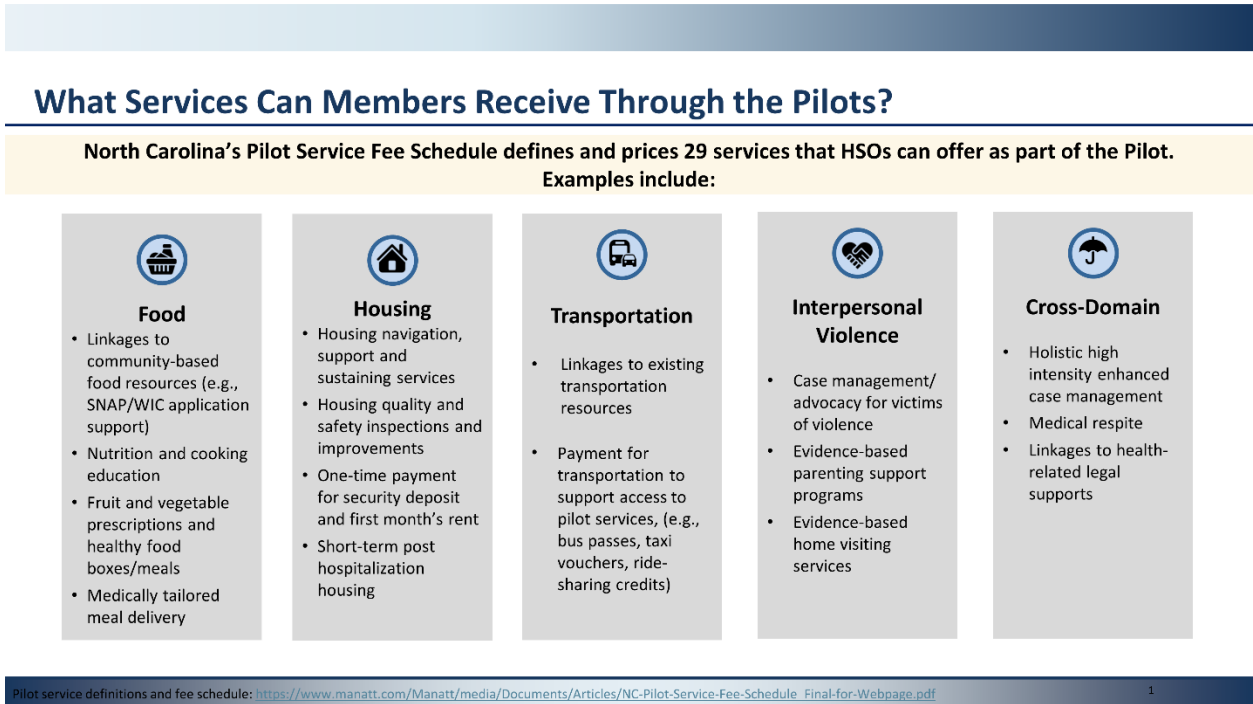 What Services Can Members Receive Through the Pilots?
North Carolina's Pilot Service Fee Schedule defines and prices 29 services that HSOs can offer as part of the Pilot.
Examples include:
Food
• Linkages to
community-based
food resources (e.g.,
SNAP/WIC application
support)
• Nutrition and cooking
education
• Fruit and vegetable
prescriptions and
healthy food
boxes/meals
• Medically tailored
meal delivery
Housing
• Housing navigation,
support and
sustaining services
• Housing quality and
safety inspections and
improvements
• One-time payment
for security deposit
and first month's rent
• Short-term post
hospitalization
housing
Transportation
• Linkages to existing
transportation
resources
• Payment for
transportation to
support access to
pilot services, (e.g.,
bus passes, taxi
vouchers, ride-
sharing credits)
Interpersonal
Violence
• Case management/
advocacy for victims
of violence
• Evidence-based
parenting support
programs
• Evidence-based
home visiting
services
Cross-Domain
• Holistic high
intensity enhanced
case management
• Medical respite
• Linkages to health-
related legal
supports
Pilot service definitions and fee schedule: https://www.manatt.com/Manatt/media/Documents/Articles/NC-Pilot-Service-Fee-Schedule_Final-for-Webpage.pdf
1